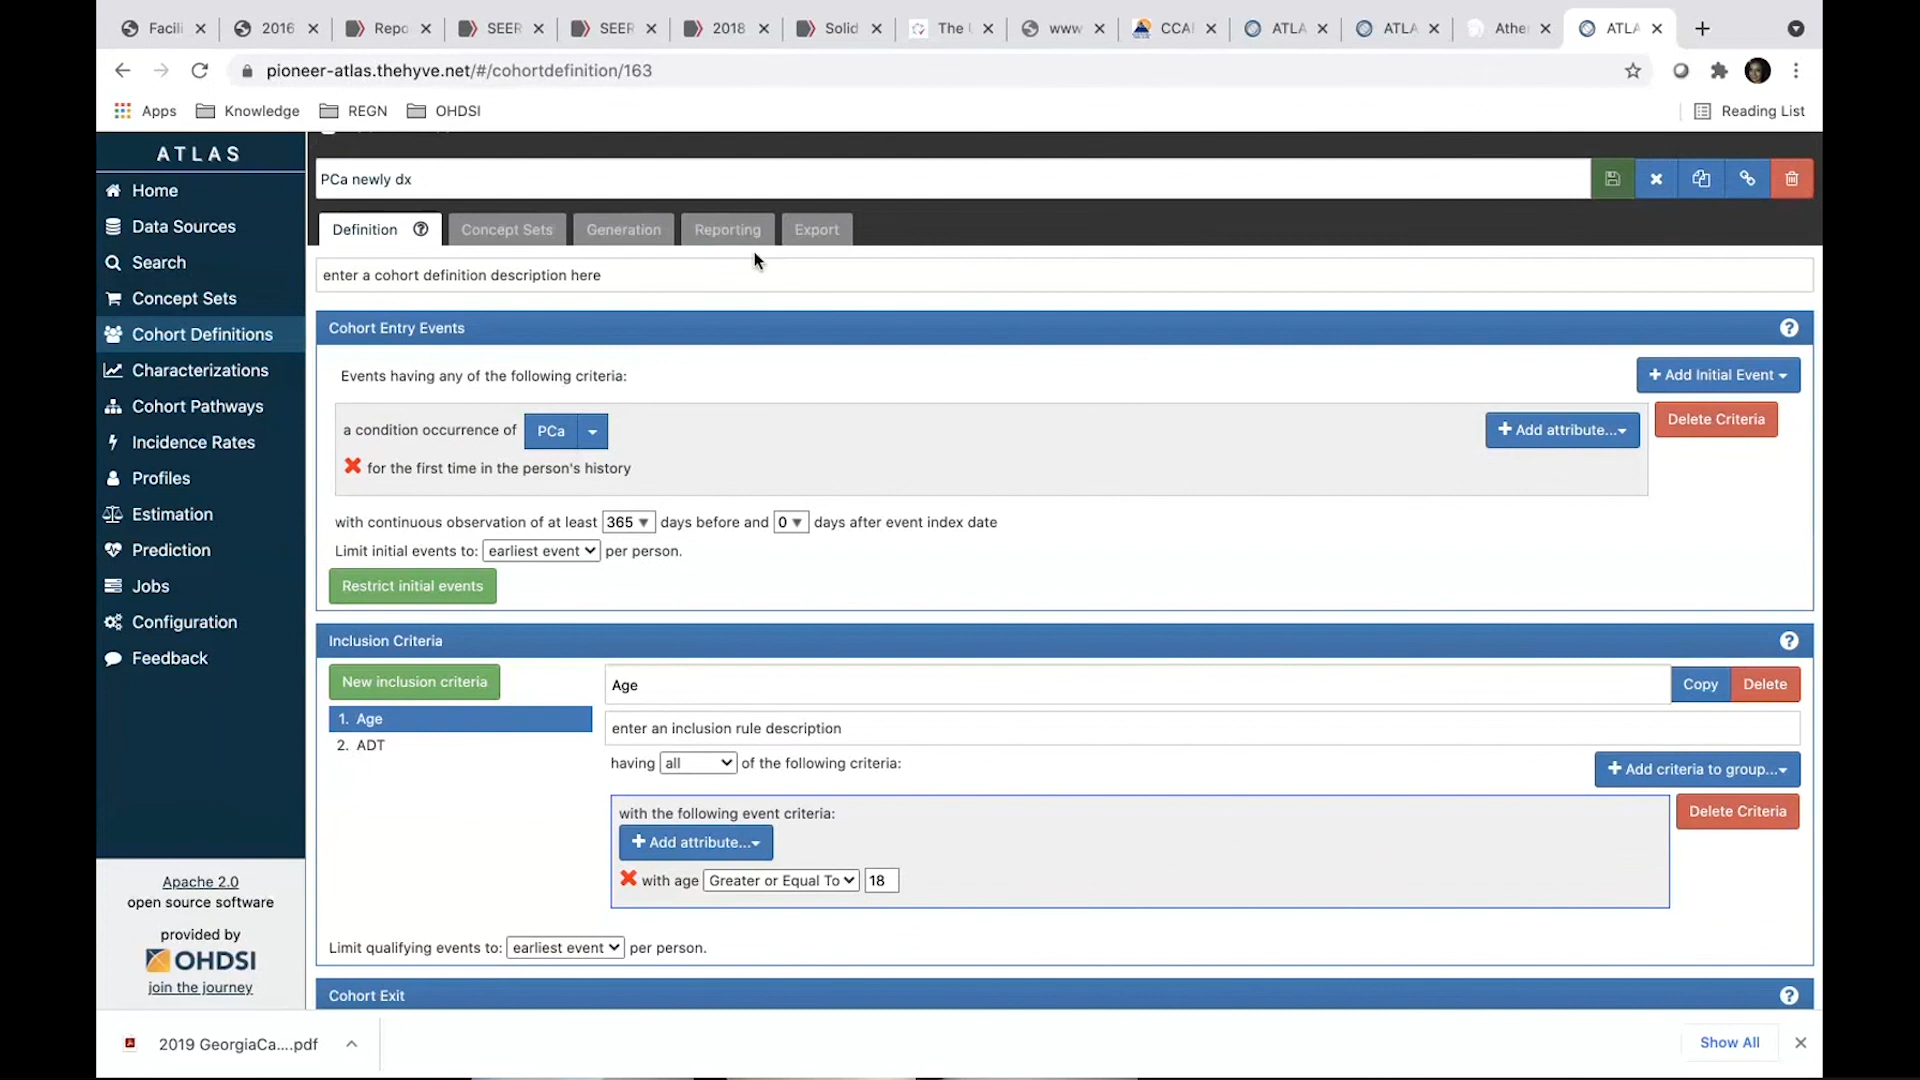 Facili 2016 Repo SEER SEER 2018 Solid The www CCA ATLA ATLA Athe ATLA
pioneer-atlas.thehyve.net/#/cohortdefinition/163
Apps Knowledge REGN OHDSI Reading List
ATLAS
Home
Data Sources
Search
Concept Sets
Cohort Definitions
Characterizations
Cohort Pathways
Incidence Rates
Profiles
Estimation
Prediction
Jobs
Configuration
Feedback
Apache 2.0
open source software
provided by
OHDSI
join the journey
PCa newly dx
Definition Concept Sets Generation Reporting Export
enter a cohort definition description here
Cohort Entry Events
Events having any of the following criteria:
+ Add Initial Event
a condition occurrence of PCa
+ Add attribute...
Delete Criteria
for the first time in the person's history
with continuous observation of at least 365 days before and 0 days after event index date
Limit initial events to: earliest event per person.
Restrict initial events
Inclusion Criteria
New inclusion criteria
1. Age
2. ADT
Age
Copy Delete
enter an inclusion rule description
having all of the following criteria:
+ Add criteria to group...
with the following event criteria:
Delete Criteria
+ Add attribute...
with age Greater or Equal To 18
Limit qualifying events to: earliest event per person.
Cohort Exit
2019 GeorgiaCa....pdf
Show All